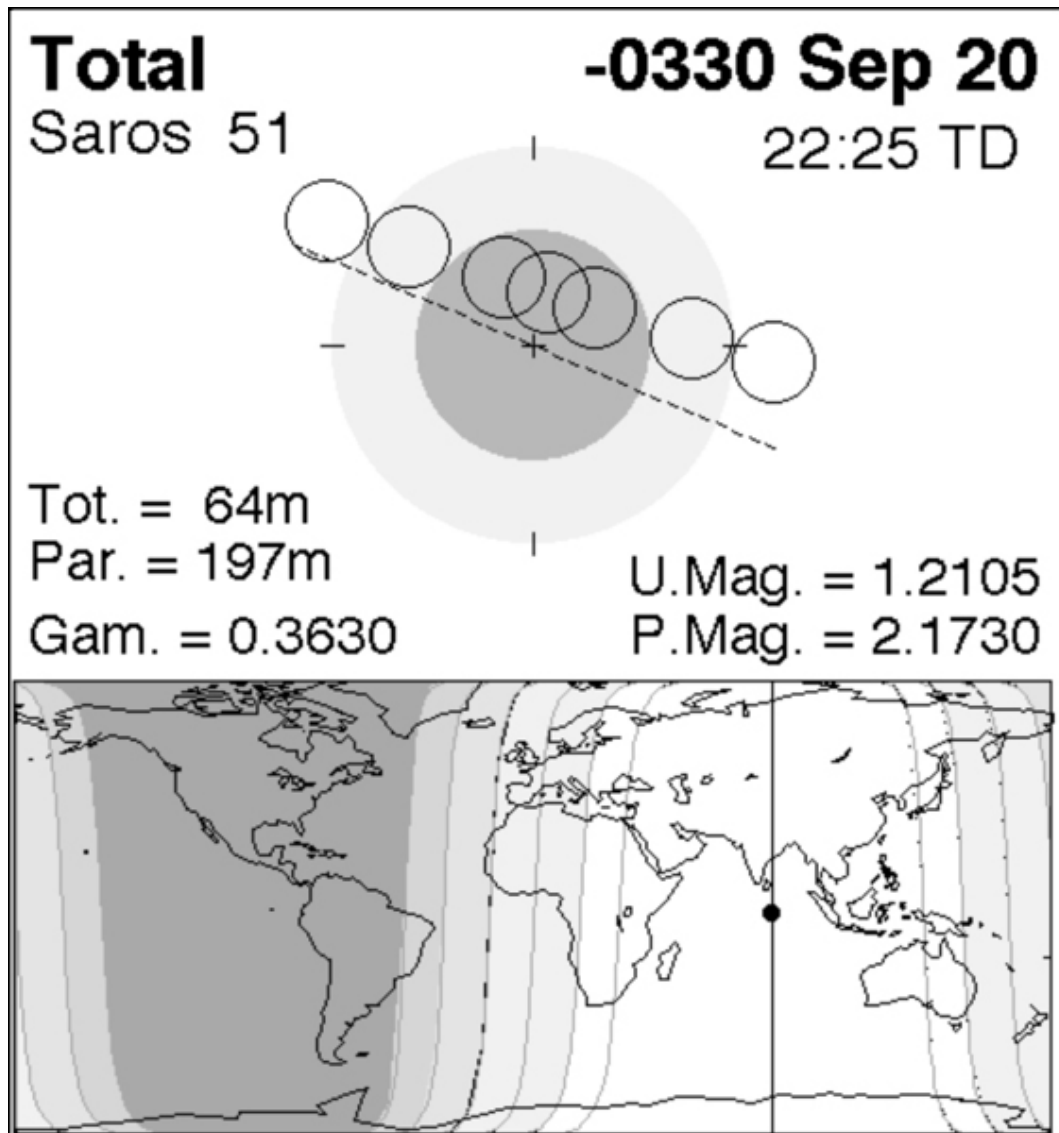 Total -0330 Sep 20
Saros 51 22:25 TD
Tot. = 64m
Par. = 197m
Gam. = 0.3630
U.Mag. = 1.2105
P.Mag. = 2.1730